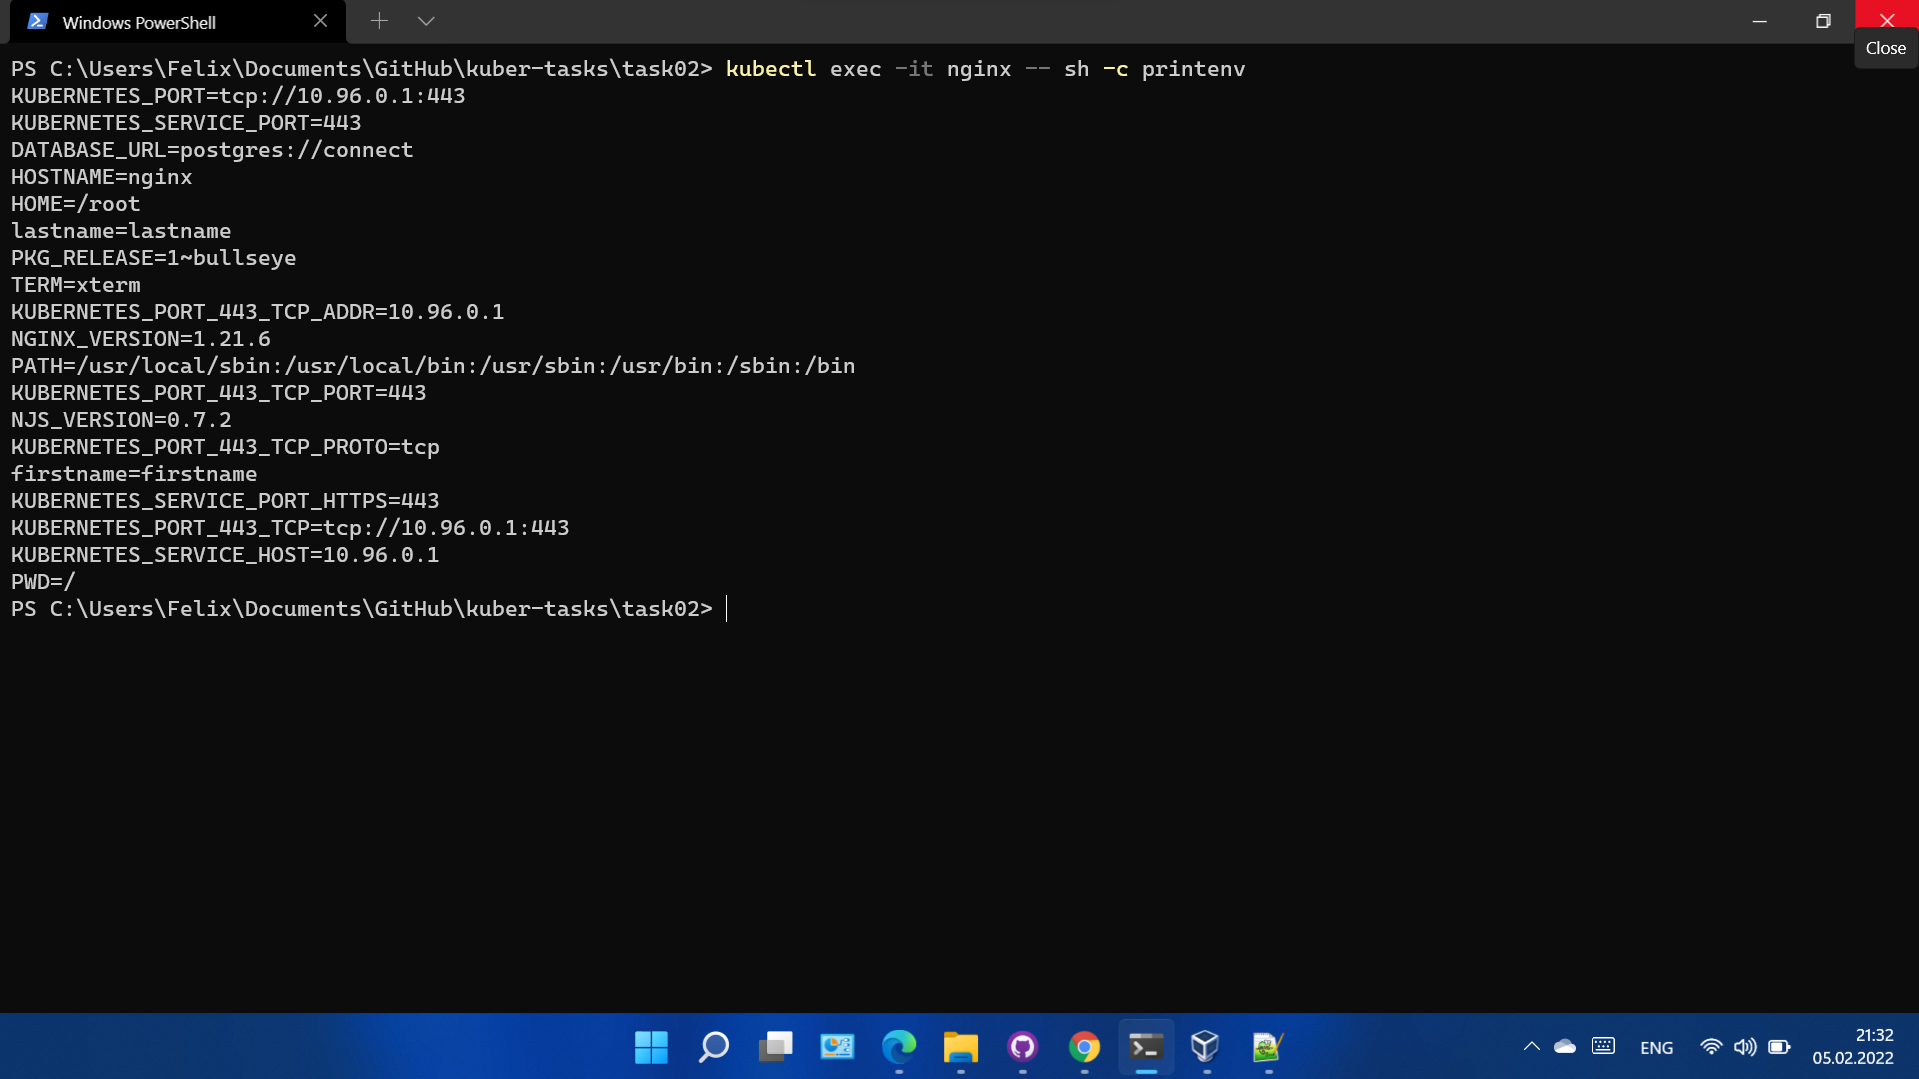 Windows PowerShell
Close
PS C:\Users\Felix\Documents\GitHub\kuber-tasks\task02> kubectl exec -it nginx -- sh -c printenv
KUBERNETES_PORT=tcp://10.96.0.1:443
KUBERNETES_SERVICE_PORT=443
DATABASE_URL=postgres://connect
HOSTNAME=nginx
HOME=/root
lastname=lastname
PKG_RELEASE=1~bullseye
TERM=xterm
KUBERNETES_PORT_443_TCP_ADDR=10.96.0.1
NGINX_VERSION=1.21.6
PATH=/usr/local/sbin:/usr/local/bin:/usr/sbin:/usr/bin:/sbin:/bin
KUBERNETES_PORT_443_TCP_PORT=443
NJS_VERSION=0.7.2
KUBERNETES_PORT_443_TCP_PROTO=tcp
firstname=firstname
KUBERNETES_SERVICE_PORT_HTTPS=443
KUBERNETES_PORT_443_TCP=tcp://10.96.0.1:443
KUBERNETES_SERVICE_HOST=10.96.0.1
PWD=/
PS C:\Users\Felix\Documents\GitHub\kuber-tasks\task02>
ENG
21:32
05.02.2022